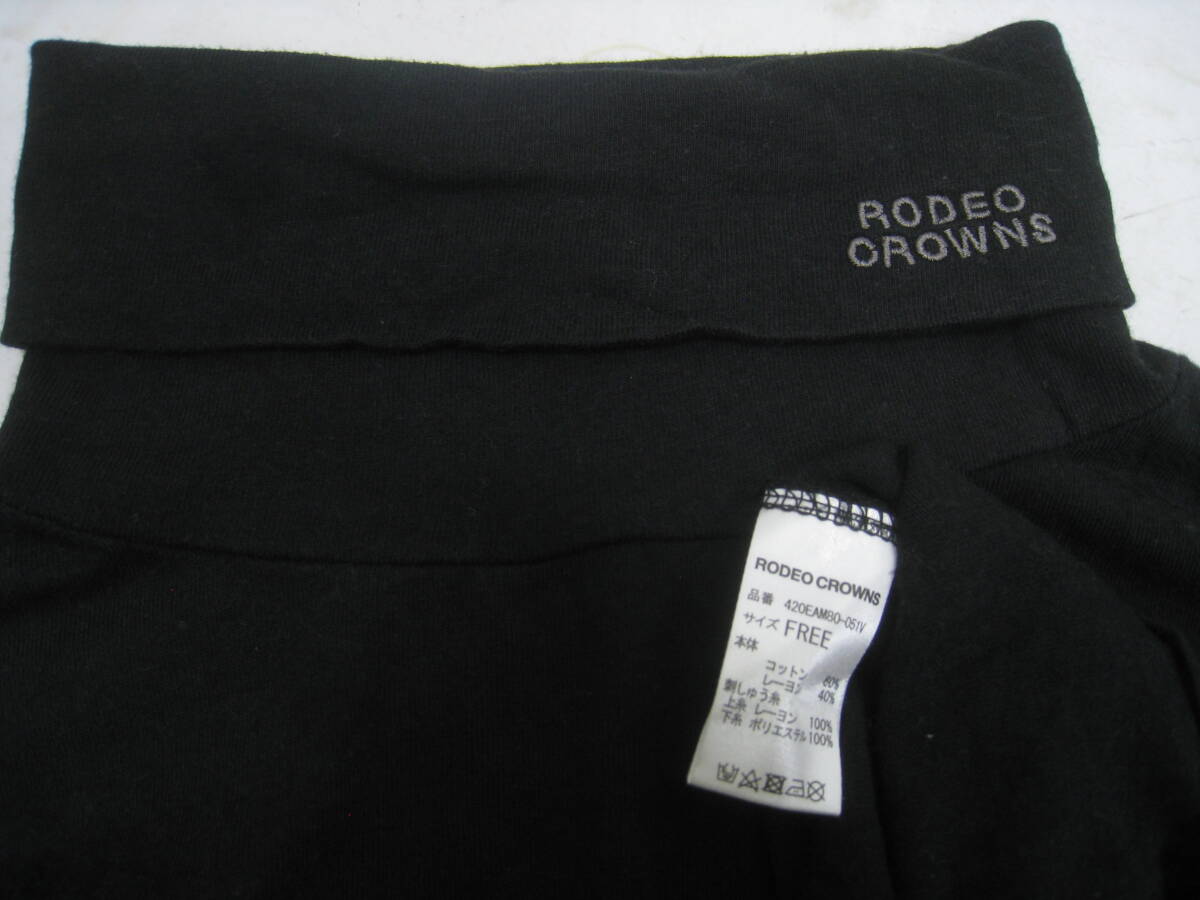 RODEO
CROWNS
RODEO CROWNS
品番 420EAM80-051V
サイズ FREE
本体
コットン 60%
レーヨン 40%
刺しゅう糸
上糸 レーヨン 100%
下糸 ポリエステル100%